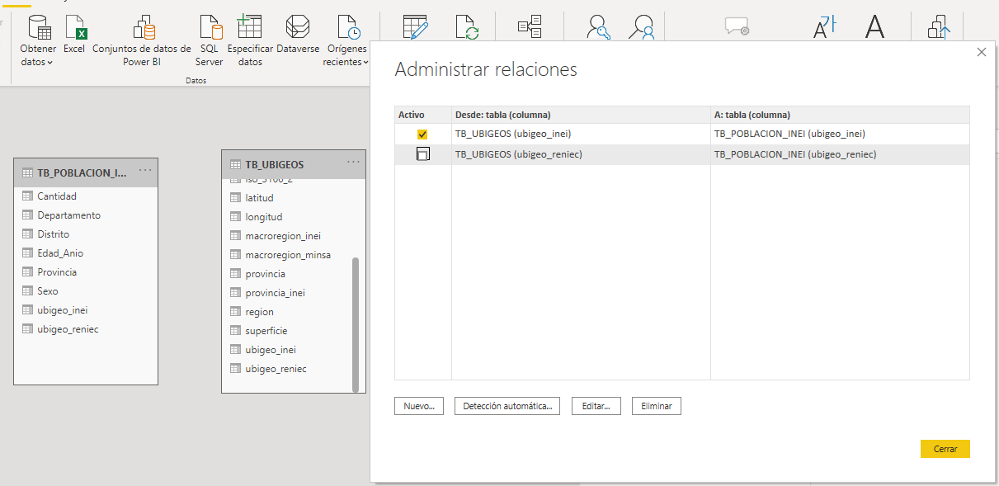 Obtener datos
Excel
Conjuntos de datos de Power BI
SQL Server
Especificar datos
Dataverse
Orígenes recientes
Datos
Administrar relaciones
Activo
Desde: tabla (columna)
A: tabla (columna)
TB_UBIGEOS (ubigeo_inei)
TB_POBLACION_INEI (ubigeo_inei)
TB_UBIGEOS (ubigeo_reniec)
TB_POBLACION_INEI (ubigeo_reniec)
Nuevo...
Detección automática...
Editar...
Eliminar
Cerrar
TB_POBLACION_I...
Cantidad
Departamento
Distrito
Edad_Anio
Provincia
Sexo
ubigeo_inei
ubigeo_reniec
TB_UBIGEOS
iso_3166_2
latitud
longitud
macroregion_inei
macroregion_minsa
provincia
provincia_inei
region
superficie
ubigeo_inei
ubigeo_reniec